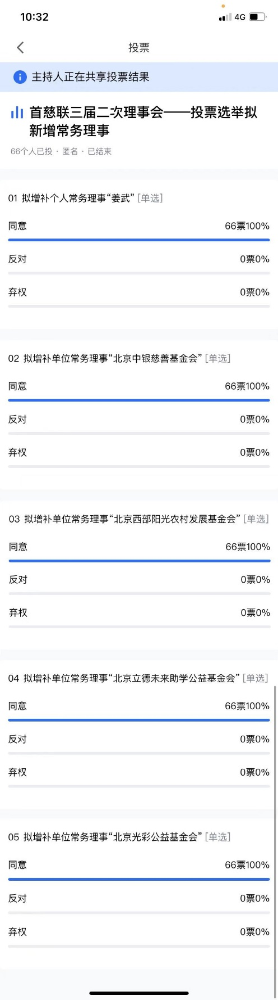 10:32
4G
投票
主持人正在共享投票结果
首慈联三届二次理事会——投票选举拟
新增常务理事
66个人已投 · 匿名 · 已结束
01 拟增补个人常务理事“姜武” [单选]
同意 66票100%
反对 0票0%
弃权 0票0%
02 拟增补单位常务理事“北京中银慈善基金会” [单选]
同意 66票100%
反对 0票0%
弃权 0票0%
03 拟增补单位常务理事“北京西部阳光农村发展基金会” [单选]
同意 66票100%
反对 0票0%
弃权 0票0%
04 拟增补单位常务理事“北京立德未来助学公益基金会” [单选]
同意 66票100%
反对 0票0%
弃权 0票0%
05 拟增补单位常务理事“北京光彩公益基金会” [单选]
同意 66票100%
反对 0票0%
弃权 0票0%